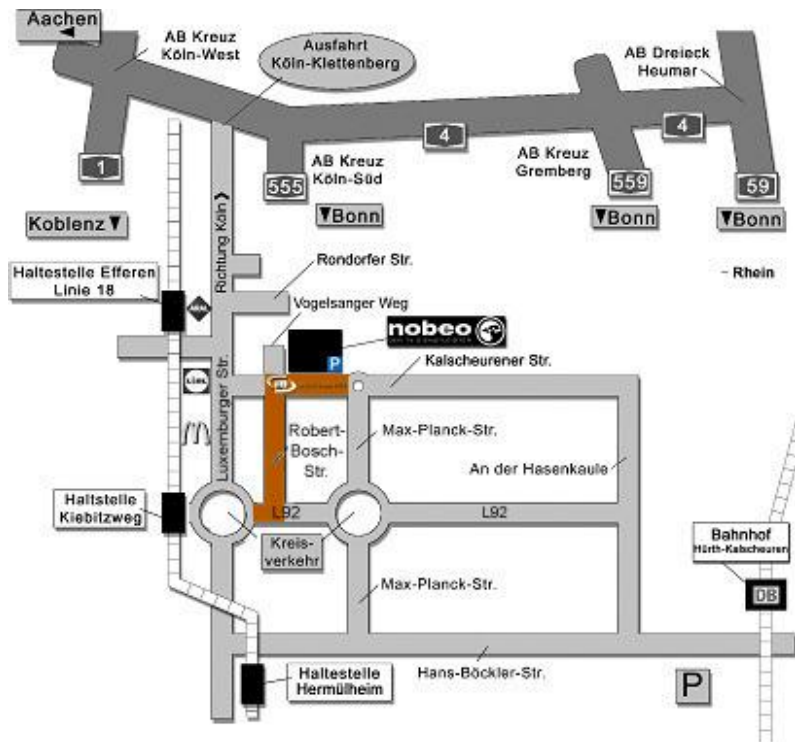 Aachen
AB Kreuz
Köln-West
Ausfahrt
Köln-Klettenberg
AB Dreieck
Heumar
1
555
AB Kreuz
Köln-Süd
4
AB Kreuz
Gremberg
559
4
59
Koblenz
Bonn
Bonn
Bonn
Richtung Köln
Haltestelle Efferen
Linie 18
Rondorfer Str.
- Rhein
ARAL
Vogelsanger Weg
nobeo
P
Kalscheurener Str.
LIDL
Luxemburger Str.
Robert-
Bosch-
Str.
Max-Planck-Str.
An der Hasenkaule
Haltstelle
Kiebitzweg
L92
L92
Kreis-
verkehr
Bahnhof
Hürth-Kalscheuren
DB
Max-Planck-Str.
Haltestelle
Hermülheim
Hans-Böckler-Str.
P